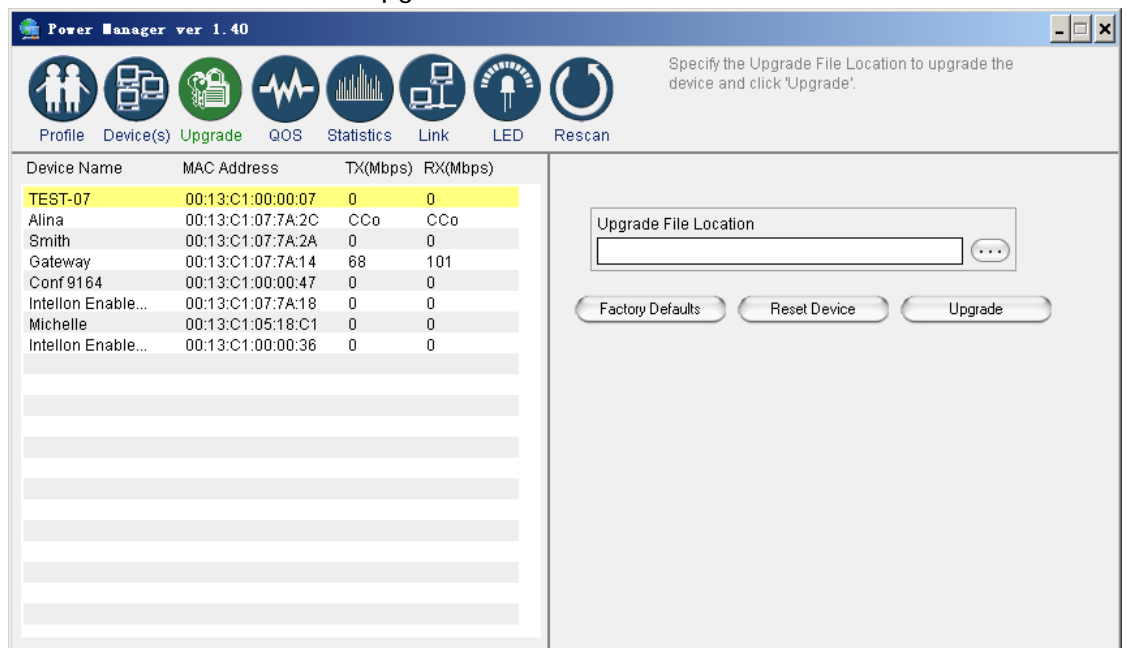 Power Manager ver 1.40
Specify the Upgrade File Location to upgrade the
device and click 'Upgrade'.
Profile Device(s) Upgrade QOS Statistics Link LED Rescan
Device Name MAC Address TX(Mbps) RX(Mbps)
TEST-07 00:13:C1:00:00:07 0 0
Alina 00:13:C1:07:7A:2C CCo CCo
Smith 00:13:C1:07:7A:2A 0 0
Gateway 00:13:C1:07:7A:14 68 101
Conf 9164 00:13:C1:00:00:47 0 0
Intellon Enable... 00:13:C1:07:7A:18 0 0
Michelle 00:13:C1:05:18:C1 0 0
Intellon Enable... 00:13:C1:00:00:36 0 0
Upgrade File Location
...
Factory Defaults Reset Device Upgrade